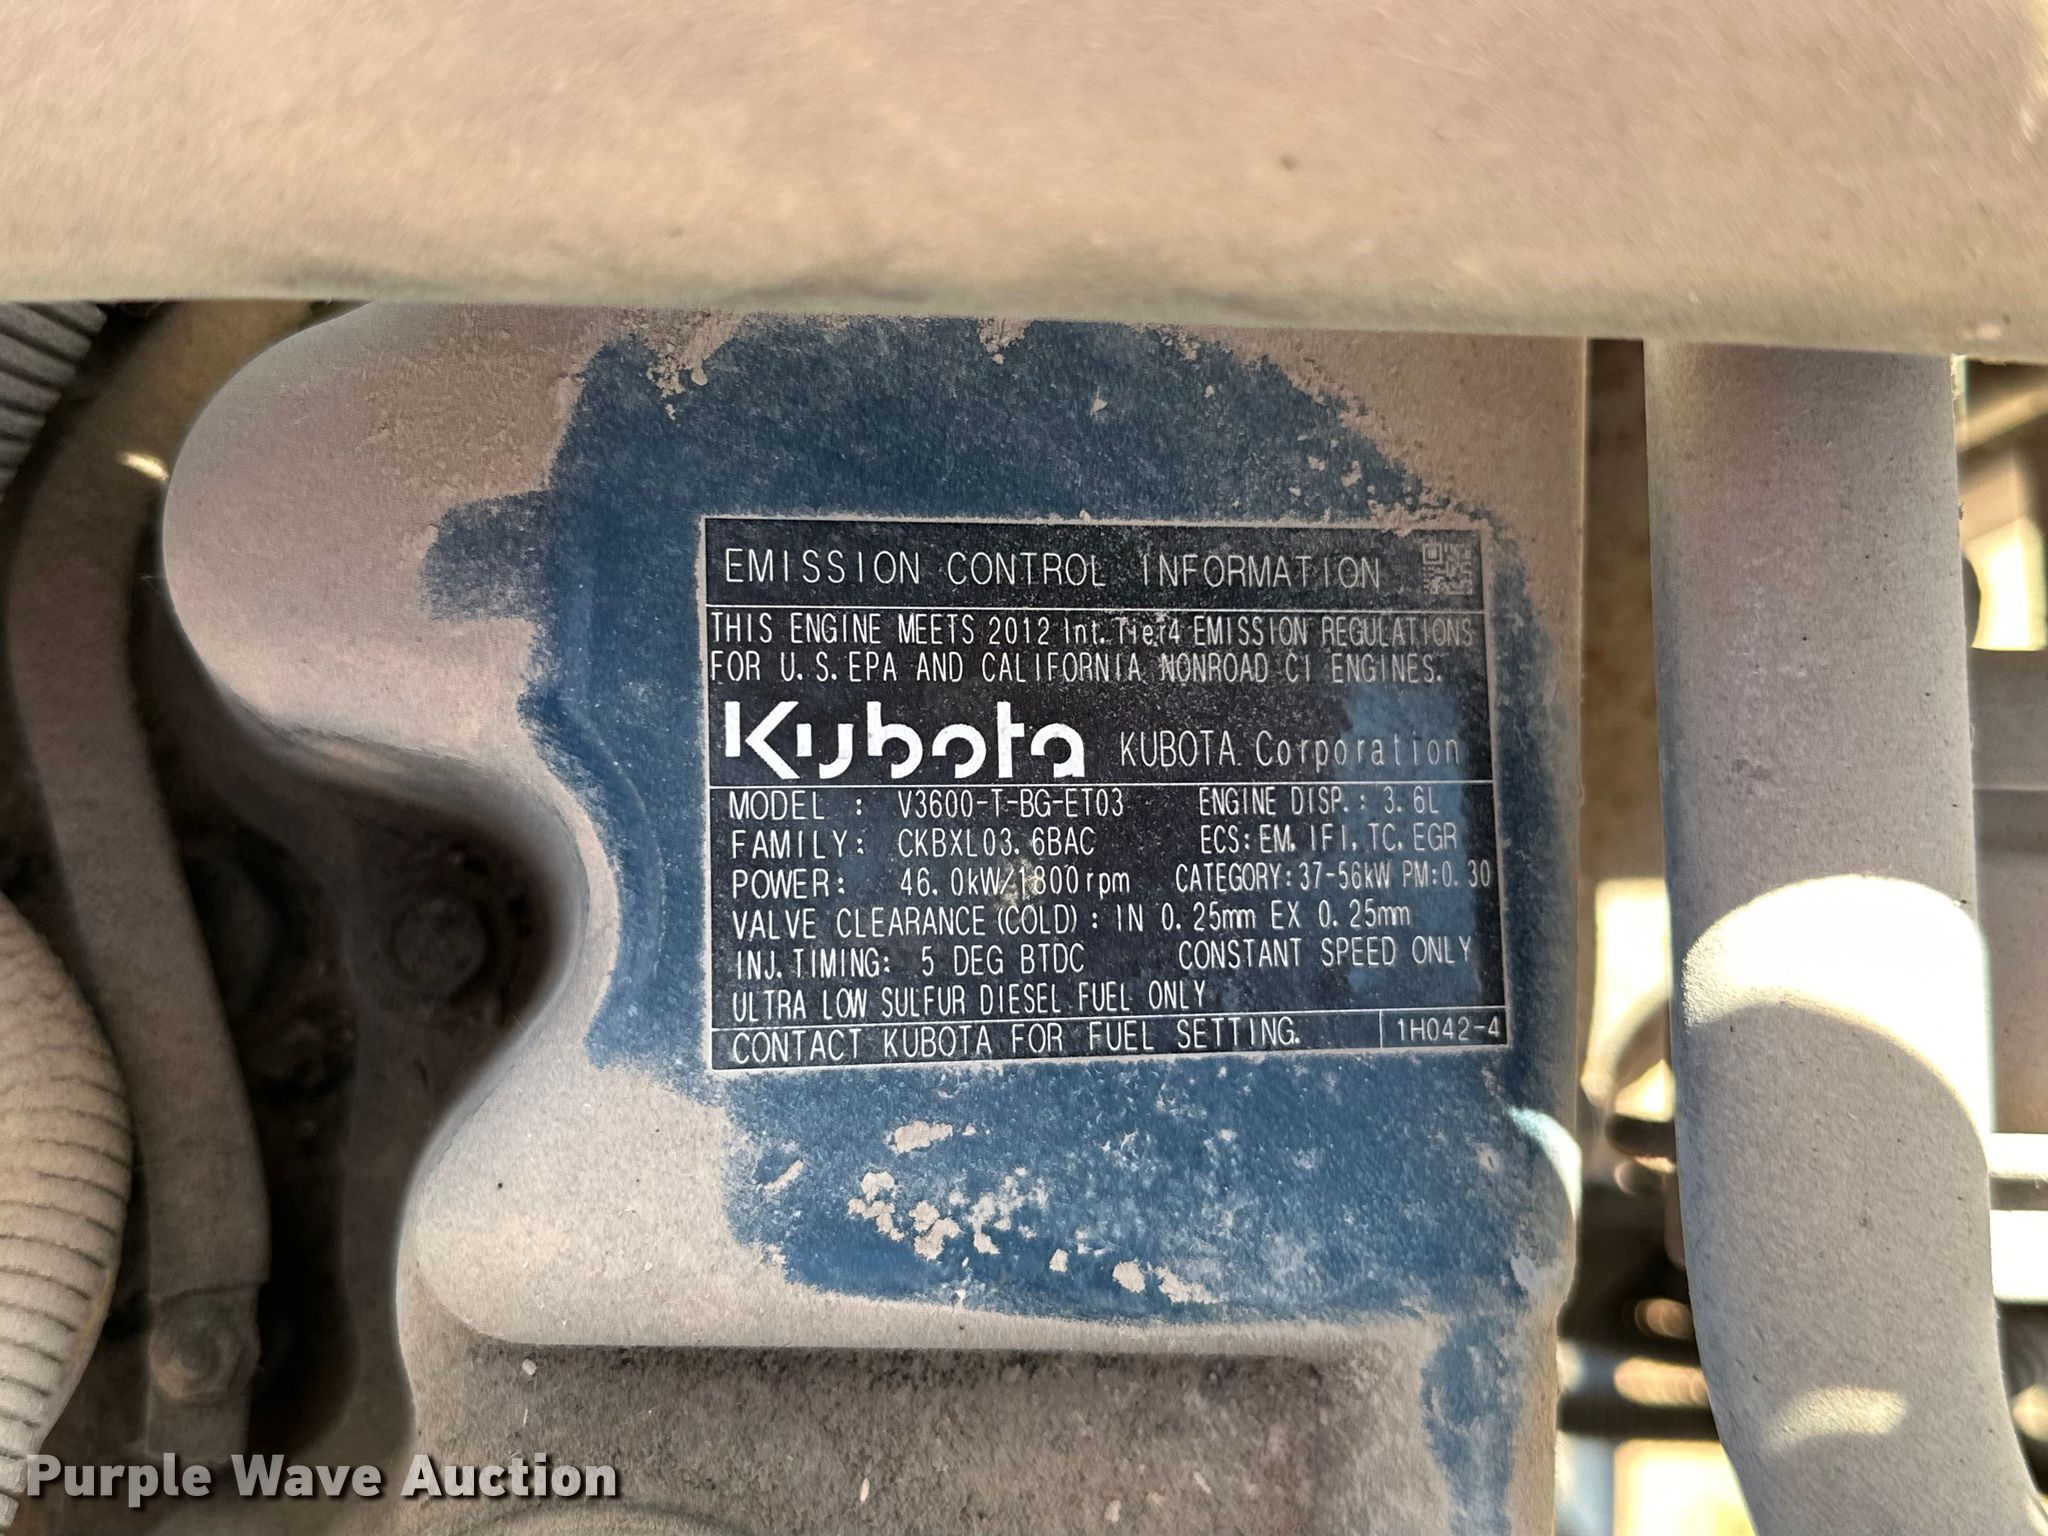 EMISSION CONTROL INFORMATION
THIS ENGINE MEETS 2012 Int. Tier4 EMISSION REGULATIONS
FOR U.S. EPA AND CALIFORNIA NONROAD CI ENGINES.
Kubota KUBOTA Corporation
MODEL : V3600-T-BG-ET03 ENGINE DISP.: 3.6L
FAMILY: CKBXL03.6BAC ECS: EM, IFI, TC, EGR
POWER: 46.0kW/1800rpm CATEGORY: 37-56kW PM:0.30
VALVE CLEARANCE (COLD) : IN 0.25mm EX 0.25mm
INJ. TIMING: 5 DEG BTDC CONSTANT SPEED ONLY
ULTRA LOW SULFUR DIESEL FUEL ONLY
CONTACT KUBOTA FOR FUEL SETTING. 1H042-4
Purple Wave Auction